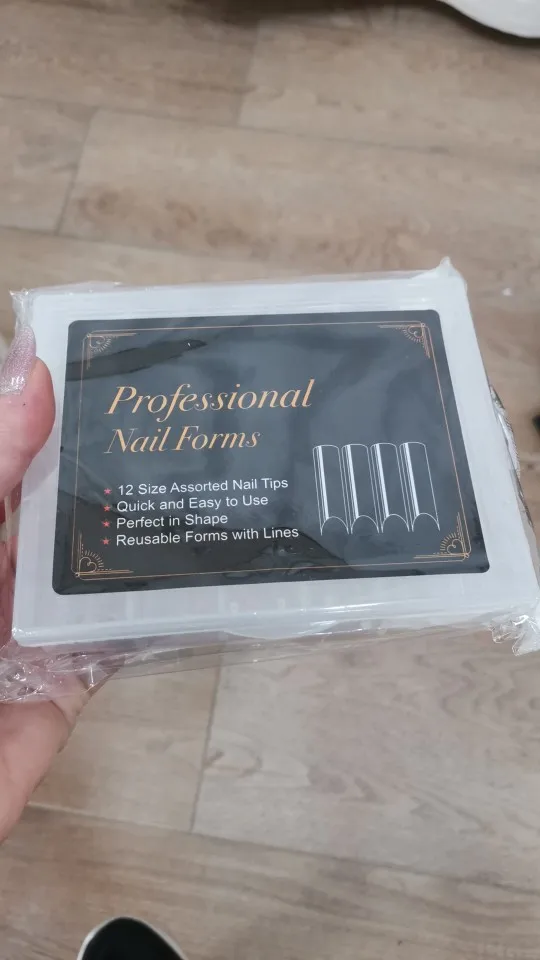 Professional
Nail Forms
★ 12 Size Assorted Nail Tips
★ Quick and Easy to Use
★ Perfect in Shape
★ Reusable Forms with Lines